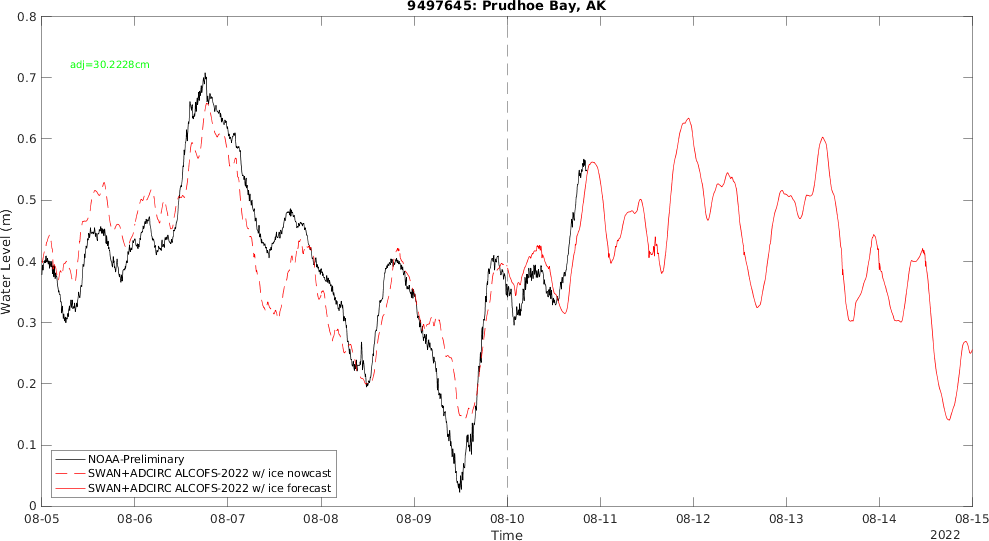 9497645: Prudhoe Bay, AK
adj=30.2228cm
Water Level (m)
0.8
0.7
0.6
0.5
0.4
0.3
0.2
0.1
0
NOAA-Preliminary
SWAN+ADCIRC ALCOFS-2022 w/ ice nowcast
SWAN+ADCIRC ALCOFS-2022 w/ ice forecast
08-05 08-06 08-07 08-08 08-09 08-10 08-11 08-12 08-13 08-14 08-15
Time
2022